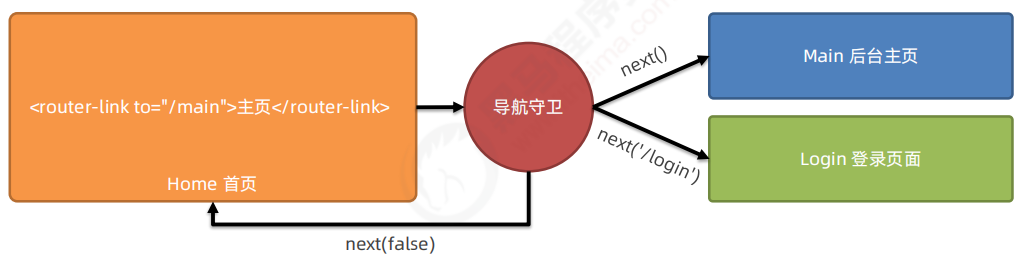 <router-link to="/main">主页</router-link>
Home 首页
导航守卫
next()
next('/login')
next(false)
Main 后台主页
Login 登录页面